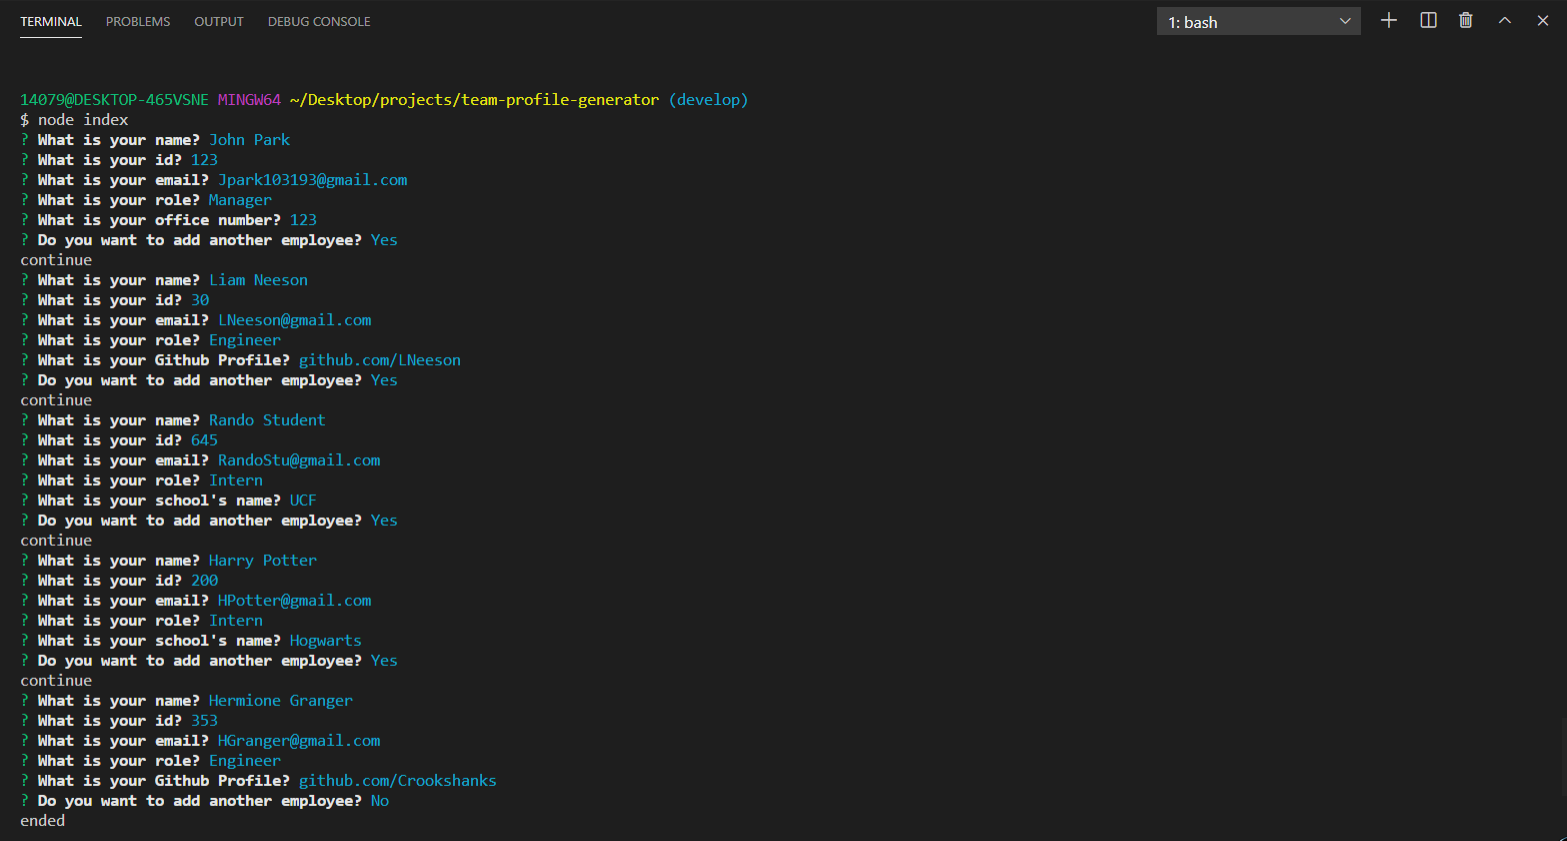 TERMINAL PROBLEMS OUTPUT DEBUG CONSOLE 1: bash
14079@DESKTOP-465VSNE MINGW64 ~/Desktop/projects/team-profile-generator (develop)
$ node index
? What is your name? John Park
? What is your id? 123
? What is your email? Jpark103193@gmail.com
? What is your role? Manager
? What is your office number? 123
? Do you want to add another employee? Yes
continue
? What is your name? Liam Neeson
? What is your id? 30
? What is your email? LNeeson@gmail.com
? What is your role? Engineer
? What is your Github Profile? github.com/LNeeson
? Do you want to add another employee? Yes
continue
? What is your name? Rando Student
? What is your id? 645
? What is your email? RandoStu@gmail.com
? What is your role? Intern
? What is your school's name? UCF
? Do you want to add another employee? Yes
continue
? What is your name? Harry Potter
? What is your id? 200
? What is your email? HPotter@gmail.com
? What is your role? Intern
? What is your school's name? Hogwarts
? Do you want to add another employee? Yes
continue
? What is your name? Hermione Granger
? What is your id? 353
? What is your email? HGranger@gmail.com
? What is your role? Engineer
? What is your Github Profile? github.com/Crookshanks
? Do you want to add another employee? No
ended